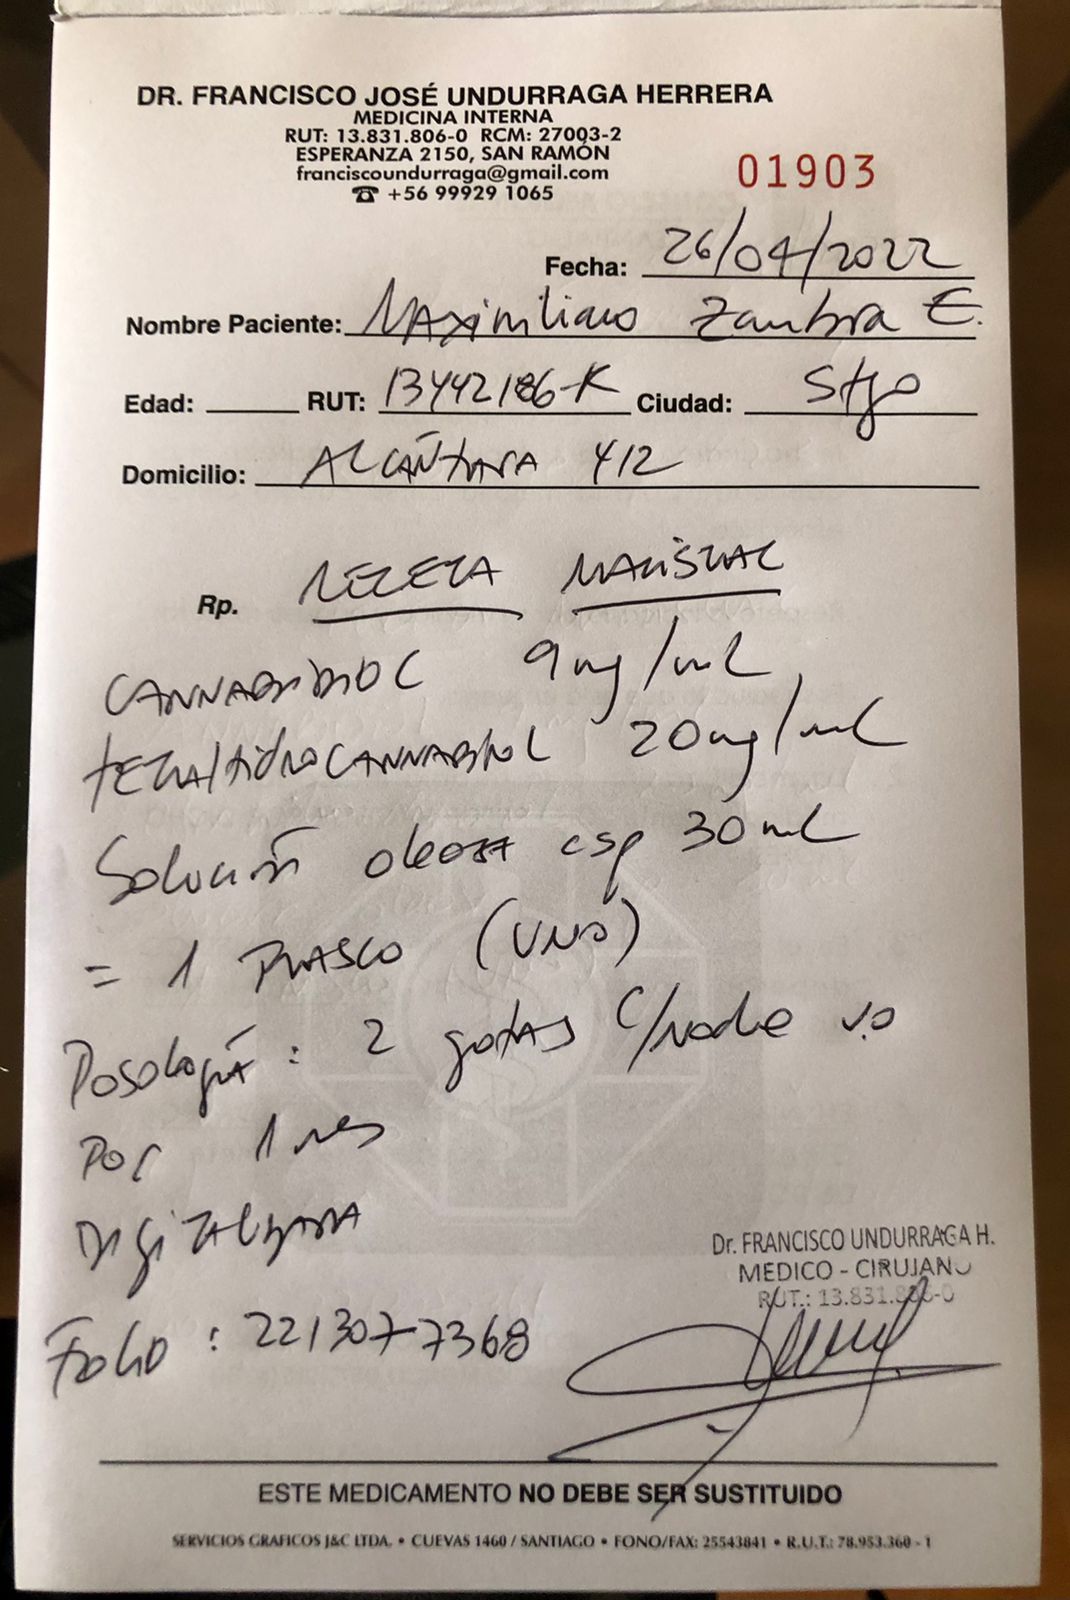 DR. FRANCISCO JOSÉ UNDURRAGA HERRERA
MEDICINA INTERNA
RUT: 13.831.806-0 RCM: 27003-2
ESPERANZA 2150, SAN RAMÓN
franciscoundurraga@gmail.com
☎ +56 99929 1065
01903
Fecha: 26/04/2022
Nombre Paciente: Maximiliano Zambra E.
Edad: RUT: 13442186-K Ciudad: Stgo
Domicilio: ALCÁNTARA 412
Rp. RECETA MAGISTRAL
CANNABIDIOL 9mg/mL
tETRAHidroCANNABINOL 20mg/mL
Solución oleosa csp 30mL
= 1 FRASCO (UNO)
Posología : 2 gotas c/noche v.o
Por 1 mes
DIGITALIZADA
Folio : 221307-7368
Dr. FRANCISCO UNDURRAGA H.
MEDICO - CIRUJANO
RUT.: 13.831.806-0
ESTE MEDICAMENTO NO DEBE SER SUSTITUIDO
SERVICIOS GRAFICOS J&C LTDA. • CUEVAS 1460 / SANTIAGO • FONO/FAX: 25543841 • R.U.T.: 78.953.360 - 1